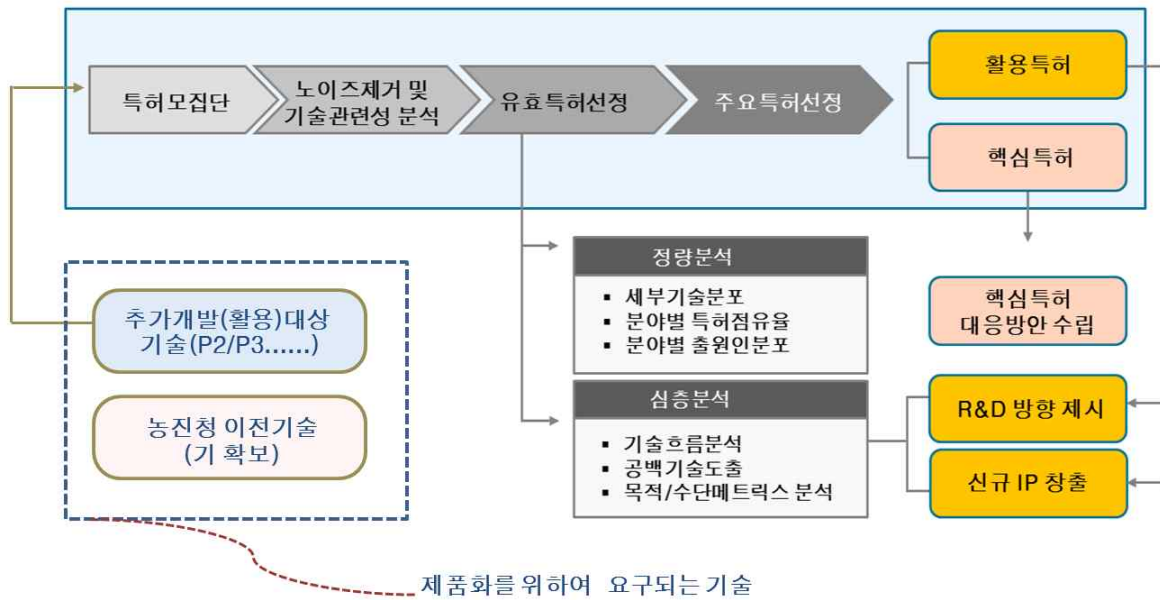 특허모집단
노이즈제거 및
기술관련성 분석
유효특허선정
주요특허선정
활용특허
핵심특허
추가개발(활용)대상
기술(P2/P3......)
농진청 이전기술
(기 확보)
정량분석
▪ 세부기술분포
▪ 분야별 특허점유율
▪ 분야별 출원인분포
심층분석
▪ 기술흐름분석
▪ 공백기술도출
▪ 목적/수단메트릭스 분석
핵심특허
대응방안 수립
R&D 방향 제시
신규 IP 창출
제품화를 위하여 요구되는 기술